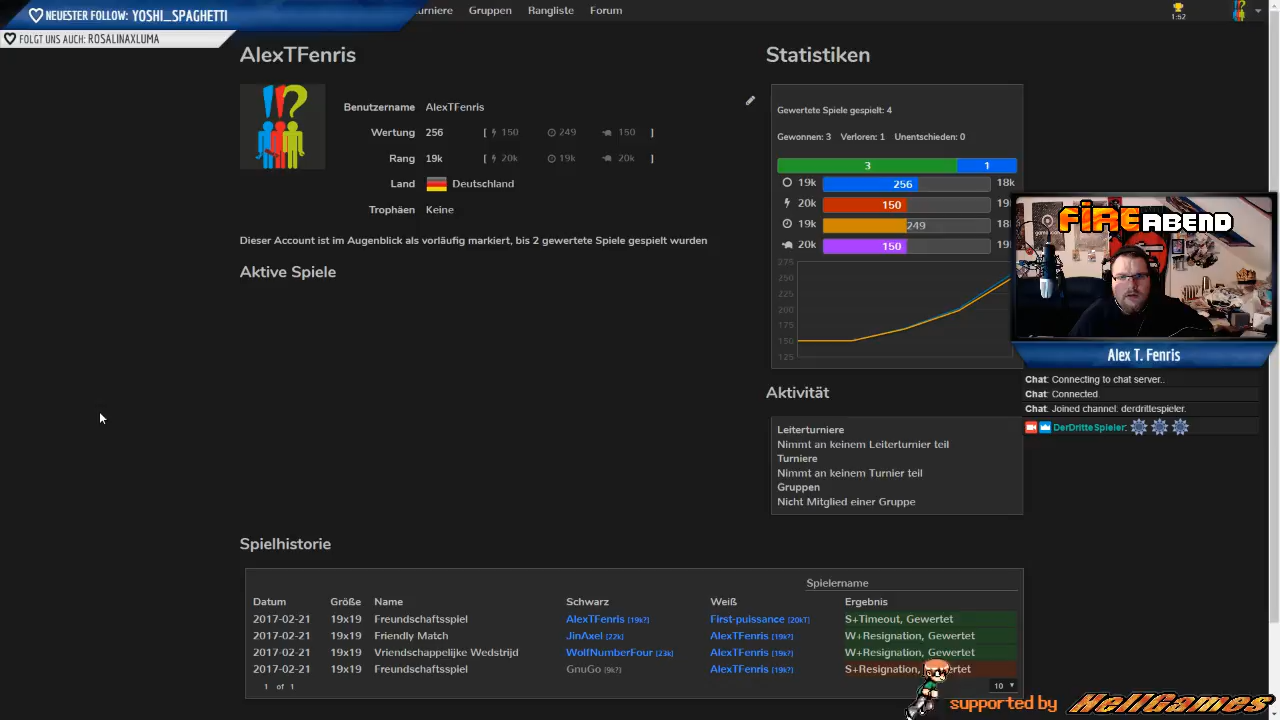 NEUESTER FOLLOW: YOSHI_SPAGHETTI
FOLGT UNS AUCH: ROSALINAXLUMA
urniere Gruppen Rangliste Forum
1:52
AlexTFenris
Benutzername AlexTFenris
Wertung 256 [ 150 249 150 ]
Rang 19k [ 20k 19k 20k ]
Land Deutschland
Trophäen Keine
Dieser Account ist im Augenblick als vorläufig markiert, bis 2 gewertete Spiele gespielt wurden
Aktive Spiele
Statistiken
Gewertete Spiele gespielt: 4
Gewonnen: 3 Verloren: 1 Unentschieden: 0
3 1
19k 256 18k
20k 150 19
19k 249 18
20k 150 19
275
250
225
200
175
150
125
FIREABEND
Alex T. Fenris
Chat: Connecting to chat server..
Chat: Connected.
Chat: Joined channel: derdrittespieler.
DerDritteSpieler:
Aktivität
Leiterturniere
Nimmt an keinem Leiterturnier teil
Turniere
Nimmt an keinem Turnier teil
Gruppen
Nicht Mitglied einer Gruppe
Spielhistorie
Spielername
Datum Größe Name Schwarz Weiß Ergebnis
2017-02-21 19x19 Freundschaftsspiel AlexTFenris [19k?] First-puissance [20kT] S+Timeout, Gewertet
2017-02-21 19x19 Friendly Match JinAxel [22k] AlexTFenris [19k?] W+Resignation, Gewertet
2017-02-21 19x19 Vriendschappelijke Wedstrijd WolfNumberFour [23k] AlexTFenris [19k?] W+Resignation, Gewertet
2017-02-21 19x19 Freundschaftsspiel GnuGo [9k?] AlexTFenris [19k?] S+Resignation, wertet
1 of 1 10
supported by HellGames